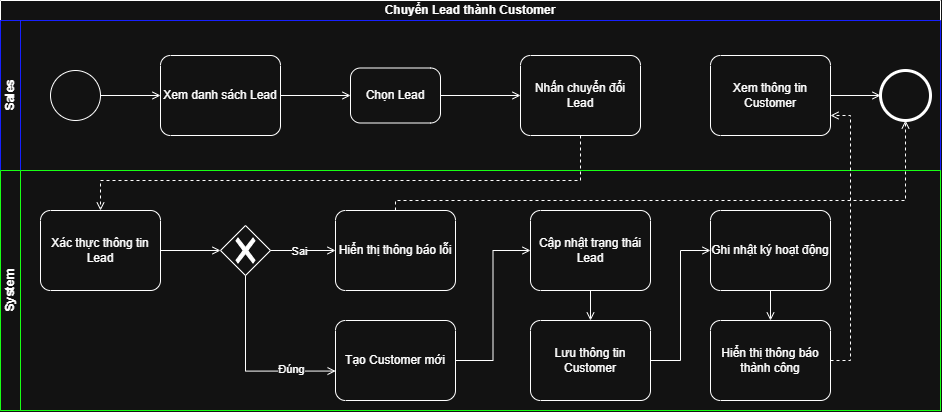 Chuyển Lead thành Customer
Sales
Xem danh sách Lead
Chọn Lead
Nhấn chuyển đổi
Lead
Xem thông tin
Customer
System
Xác thực thông tin
Lead
Sai
Hiển thị thông báo lỗi
Cập nhật trạng thái
Lead
Ghi nhật ký hoạt động
Đúng
Tạo Customer mới
Lưu thông tin
Customer
Hiển thị thông báo
thành công